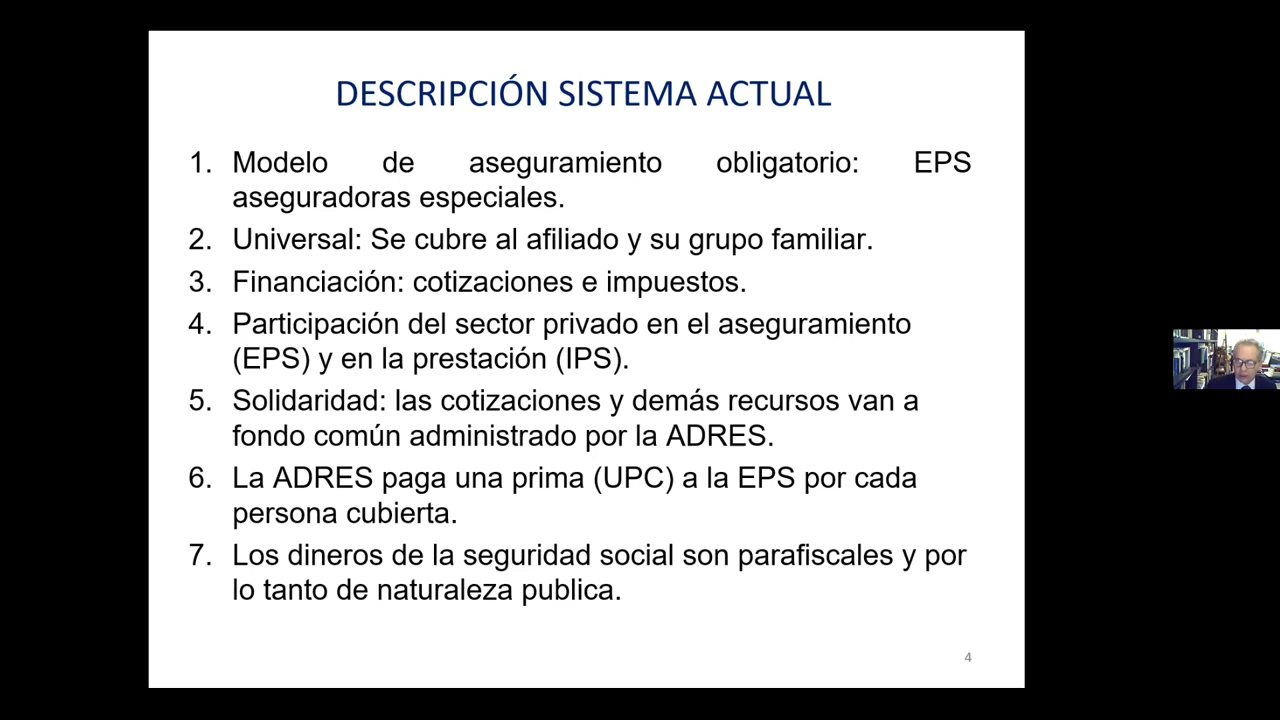 DESCRIPCIÓN SISTEMA ACTUAL
1. Modelo de aseguramiento obligatorio: EPS
aseguradoras especiales.
2. Universal: Se cubre al afiliado y su grupo familiar.
3. Financiación: cotizaciones e impuestos.
4. Participación del sector privado en el aseguramiento
(EPS) y en la prestación (IPS).
5. Solidaridad: las cotizaciones y demás recursos van a
fondo común administrado por la ADRES.
6. La ADRES paga una prima (UPC) a la EPS por cada
persona cubierta.
7. Los dineros de la seguridad social son parafiscales y por
lo tanto de naturaleza publica.
4